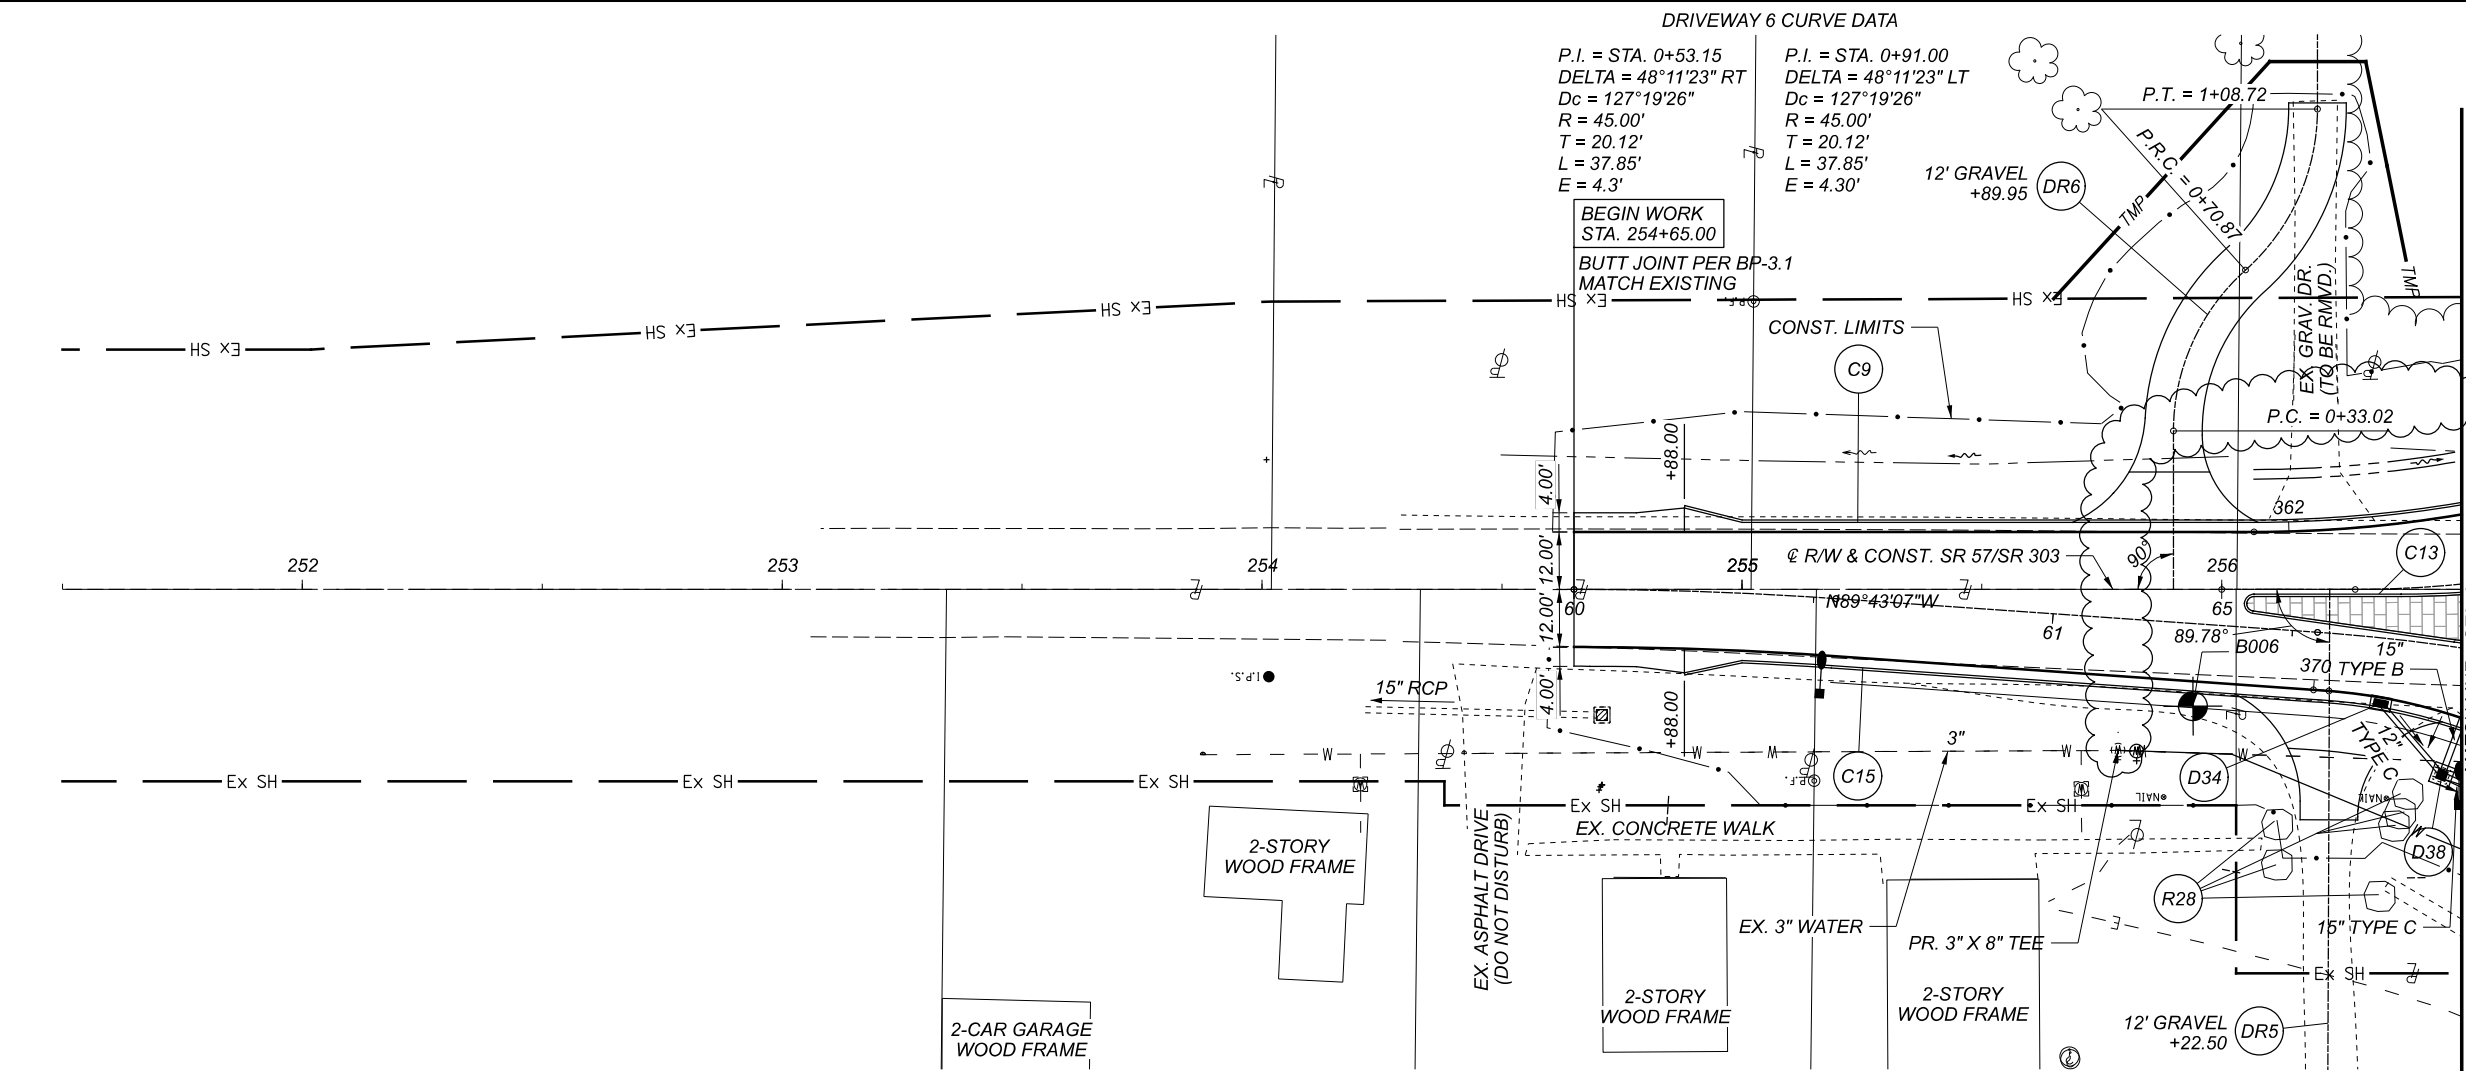 DRIVEWAY 6 CURVE DATA
P.I. = STA. 0+53.15
DELTA = 48°11'23" RT
Dc = 127°19'26"
R = 45.00'
T = 20.12'
L = 37.85'
E = 4.3'
P.I. = STA. 0+91.00
DELTA = 48°11'23" LT
Dc = 127°19'26"
R = 45.00'
T = 20.12'
L = 37.85'
E = 4.30'
BEGIN WORK
STA. 254+65.00
BUTT JOINT PER BP-3.1
MATCH EXISTING
P.T. = 1+08.72
P.R.C. = 0+70.87
12' GRAVEL
+89.95
DR6
TMP
TMP
EX. GRAV. DR.
(TO BE RMVD.)
P.C. = 0+33.02
Ex SH
Ex SH
Ex SH
Ex SH
Ex SH
I.P.F.
CONST. LIMITS
C9
+88.00
4.00'
12.00'
12.00'
4.00'
+88.00
362
C13
℄ R/W & CONST. SR 57/SR 303
90°
252
253
254
255
256
60
N89°43'07"W
61
65
89.78°
B006
15"
370 TYPE B
I.P.S.
15" RCP
W
W
W
W
W
3"
12"
TYPE C
C15
D34
I.P.F.
NAIL
NAIL
Ex SH
Ex SH
Ex SH
Ex SH
Ex SH
EX. CONCRETE WALK
EX. ASPHALT DRIVE
(DO NOT DISTURB)
2-STORY
WOOD FRAME
W
D38
R28
EX. 3" WATER
PR. 3" X 8" TEE
15" TYPE C
Ex SH
2-STORY
WOOD FRAME
2-STORY
WOOD FRAME
2-CAR GARAGE
WOOD FRAME
12' GRAVEL
+22.50
DR5